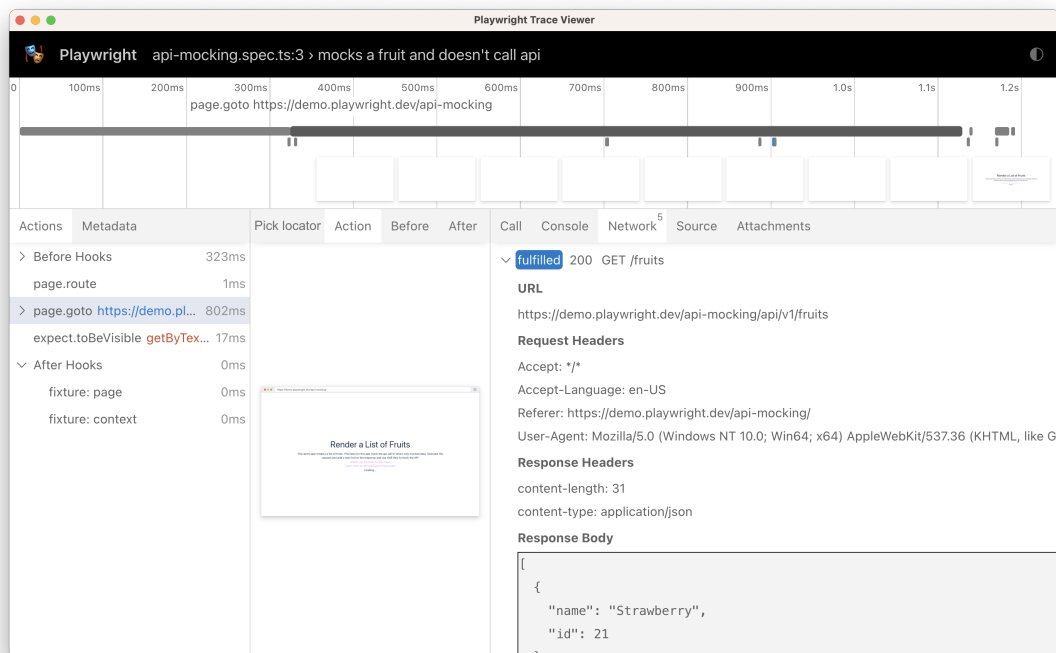 Playwright Trace Viewer
Playwright api-mocking.spec.ts:3 › mocks a fruit and doesn't call api
0 100ms 200ms 300ms 400ms 500ms 600ms 700ms 800ms 900ms 1.0s 1.1s 1.2s
page.goto https://demo.playwright.dev/api-mocking
Render a List of Fruits
Actions Metadata
Pick locator Action Before After
Call Console Network 5 Source Attachments
Before Hooks 323ms
page.route 1ms
page.goto https://demo.pl... 802ms
expect.toBeVisible getByTex... 17ms
After Hooks 0ms
fixture: page 0ms
fixture: context 0ms
Render a List of Fruits
Loading...
fulfilled 200 GET /fruits
URL
https://demo.playwright.dev/api-mocking/api/v1/fruits
Request Headers
Accept: */*
Accept-Language: en-US
Referer: https://demo.playwright.dev/api-mocking/
User-Agent: Mozilla/5.0 (Windows NT 10.0; Win64; x64) AppleWebKit/537.36 (KHTML, like G
Response Headers
content-length: 31
content-type: application/json
Response Body
[
{
"name": "Strawberry",
"id": 21